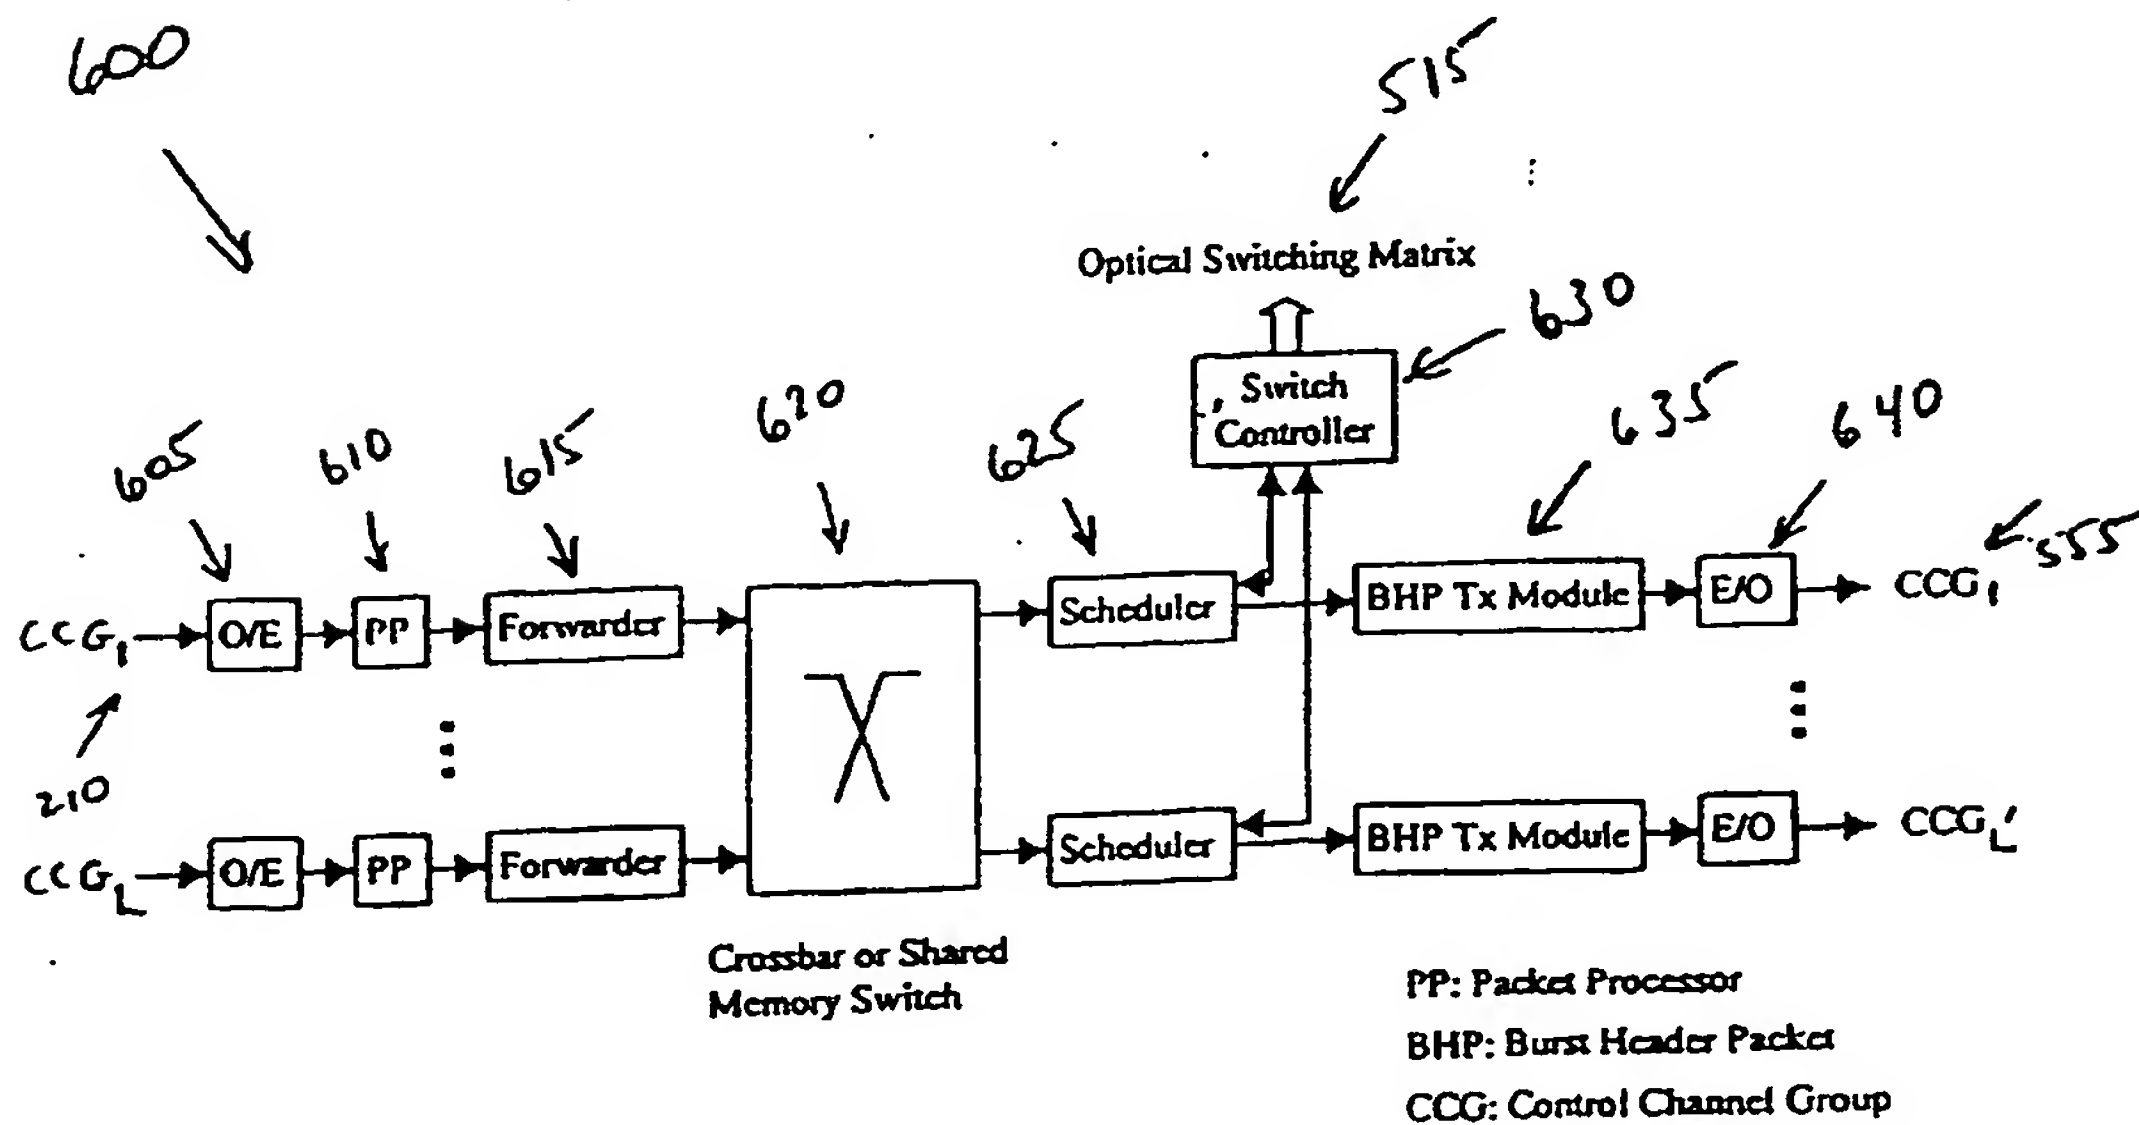 600
515
Optical Switching Matrix
630
Switch
Controller
605
610
615
620
625
635
640
555
CCG1
O/E
PP
Forwarder
Scheduler
BHP Tx Module
E/O
CCG1
210
CCGL
O/E
PP
Forwarder
Scheduler
BHP Tx Module
E/O
CCGL'
Crossbar or Shared
Memory Switch
PP: Packet Processor
BHP: Burst Header Packet
CCG: Control Channel Group